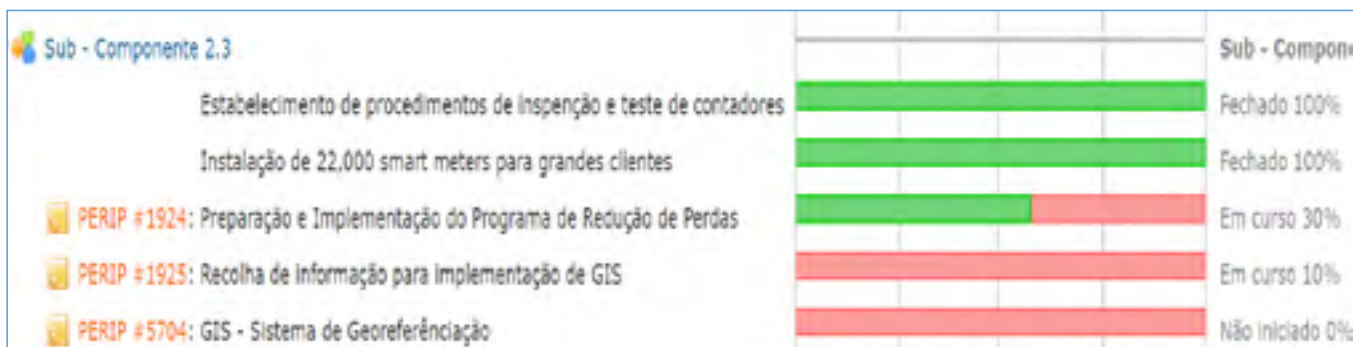 Sub - Componente 2.3
Sub - Compon
Estabelecimento de procedimentos de inspenção e teste de contadores
Fechado 100%
Instalação de 22,000 smart meters para grandes clientes
Fechado 100%
PERIP #1924: Preparação e Implementação do Programa de Redução de Perdas
Em curso 30%
PERIP #1925: Recolha de informação para implementação de GIS
Em curso 10%
PERIP #5704: GIS - Sistema de Georeferênciação
Não iniciado 0%